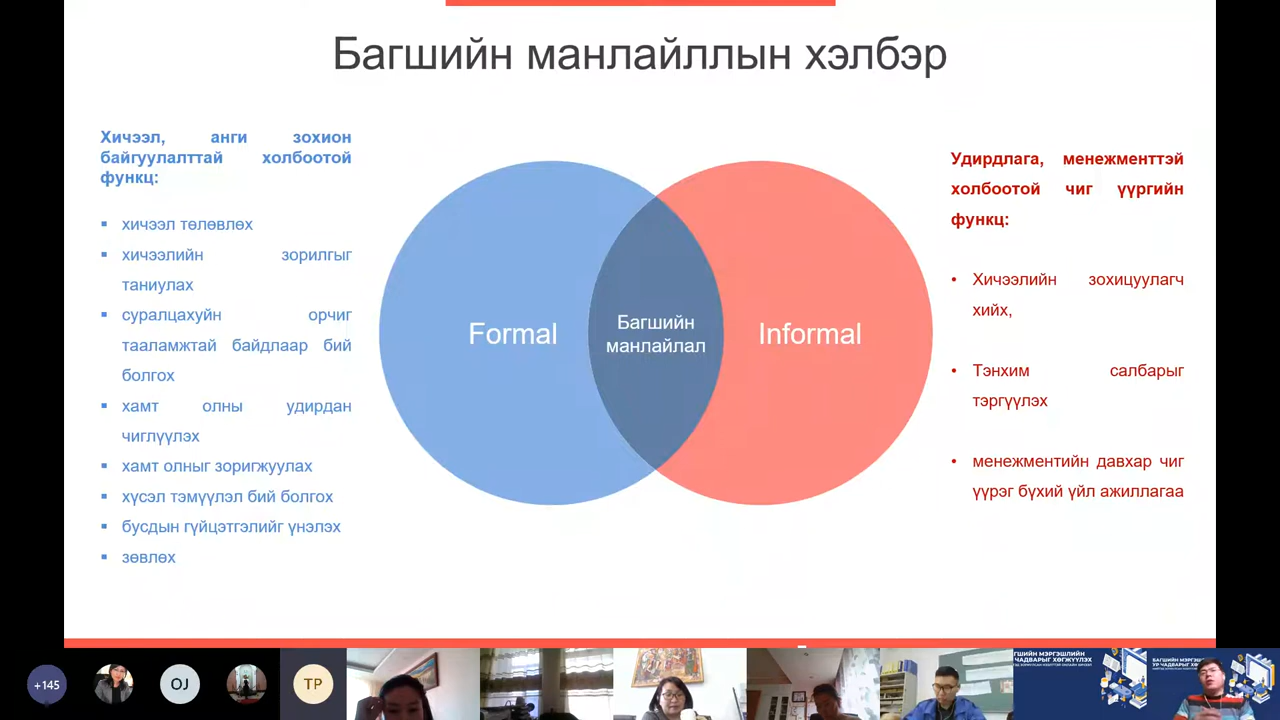 Багшийн манлайллын хэлбэр
Хичээл, анги зохион
байгуулалттай холбоотой
функц:
▪ хичээл төлөвлөх
▪ хичээлийн зорилгыг
таниулах
▪ суралцахуйн орчиг
тааламжтай байдлаар бий
болгох
▪ хамт олны удирдан
чиглүүлэх
▪ хамт олныг зоригжуулах
▪ хүсэл тэмүүлэл бий болгох
▪ бусдын гүйцэтгэлийг үнэлэх
▪ зөвлөх
Formal
Багшийн
манлайлал
Informal
Удирдлага, менежменттэй
холбоотой чиг үүргийн
функц:
• Хичээлийн зохицуулагч
хийх,
• Тэнхим салбарыг
тэргүүлэх
• менежментийн давхар чиг
үүрэг бүхий үйл ажиллагаа
+145
OJ
TP